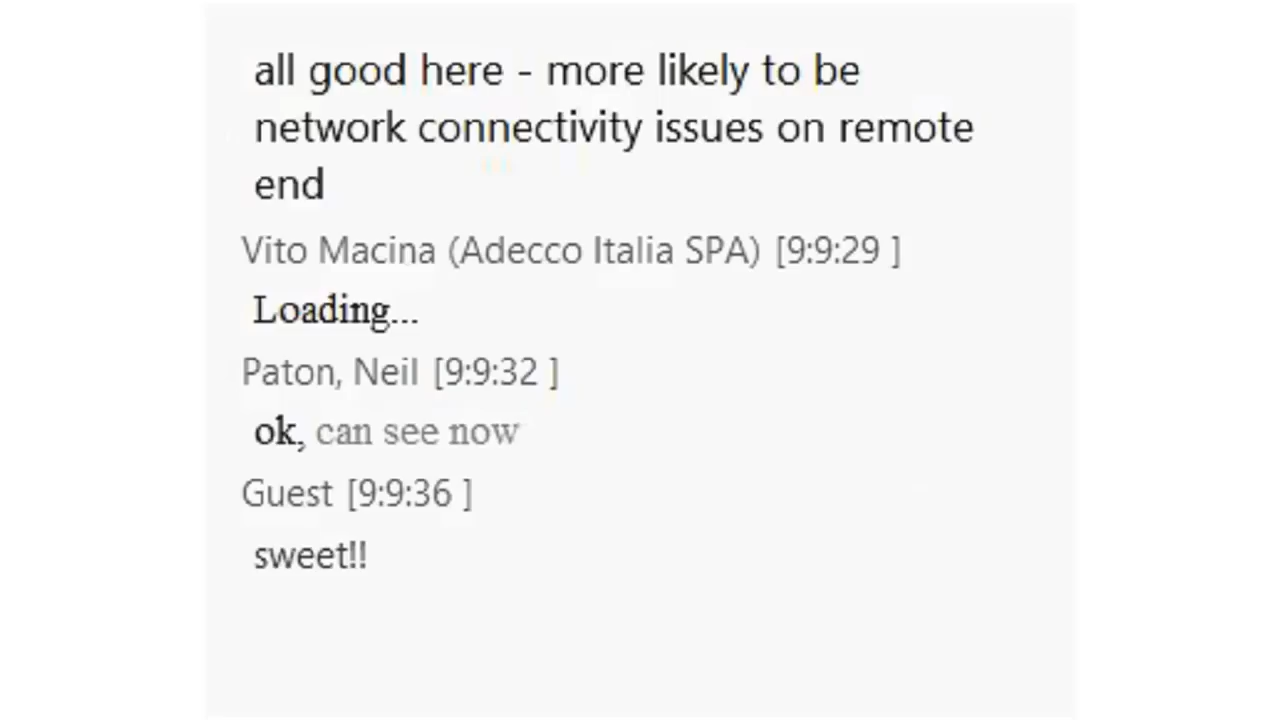 all good here - more likely to be
network connectivity issues on remote
end
Vito Macina (Adecco Italia SPA) [9:9:29 ]
Loading...
Paton, Neil [9:9:32 ]
ok, can see now
Guest [9:9:36 ]
sweet!!